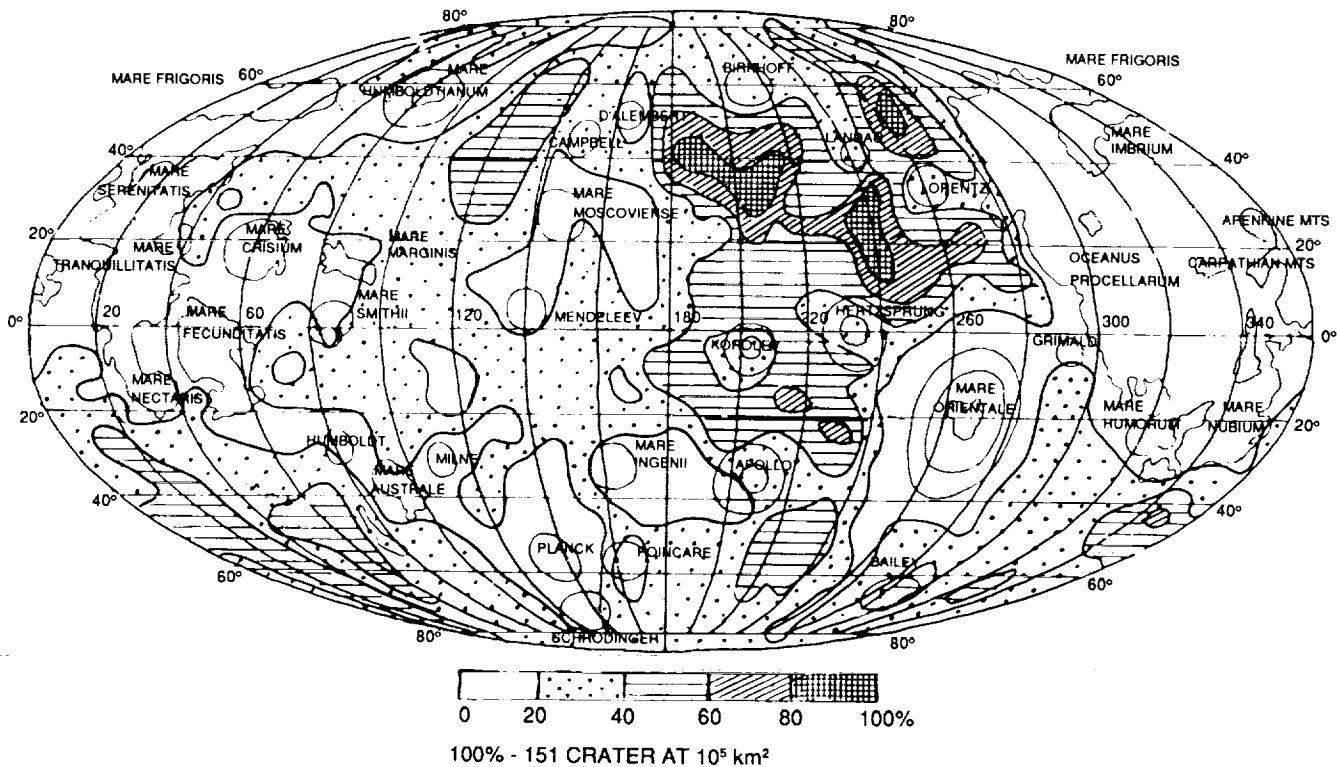 80°
80°
MARE FRIGORIS
60°
MARE
HUMBOLDTIANUM
BIRKHOFF
MARE FRIGORIS
60°
D'ALEMBERT
CAMPBELL
LANDAU
MARE
IMBRIUM
40°
40°
MARE
SERENITATIS
MARE
MOSCOVIENSE
LORENTZ
20°
MARE
CRISIUM
MARE
MARGINIS
APENNINE MTS
20°
MARE
TRANQUILLITATIS
OCEANUS
PROCELLARUM
CARPATHIAN MTS
0°
20
MARE
FECUNDITATIS
60
MARE
SMITHII
120
MENDELEEV
180
220
HERTZSPRUNG
260
300
340
0°
KOROLEV
GRIMALD
MARE
NECTARIS
MARE
ORIENTALE
MARE
HUMORUM
MARE
NUBIUM
20°
20°
HUMBOLDT
MILNE
MARE
INGENII
APOLLO
MARE
AUSTRALE
40°
40°
PLANCK
POINCARE
BAILEY
60°
60°
80°
SCHRODINGER
80°
0 20 40 60 80 100%
100% - 151 CRATER AT 10⁵ km²